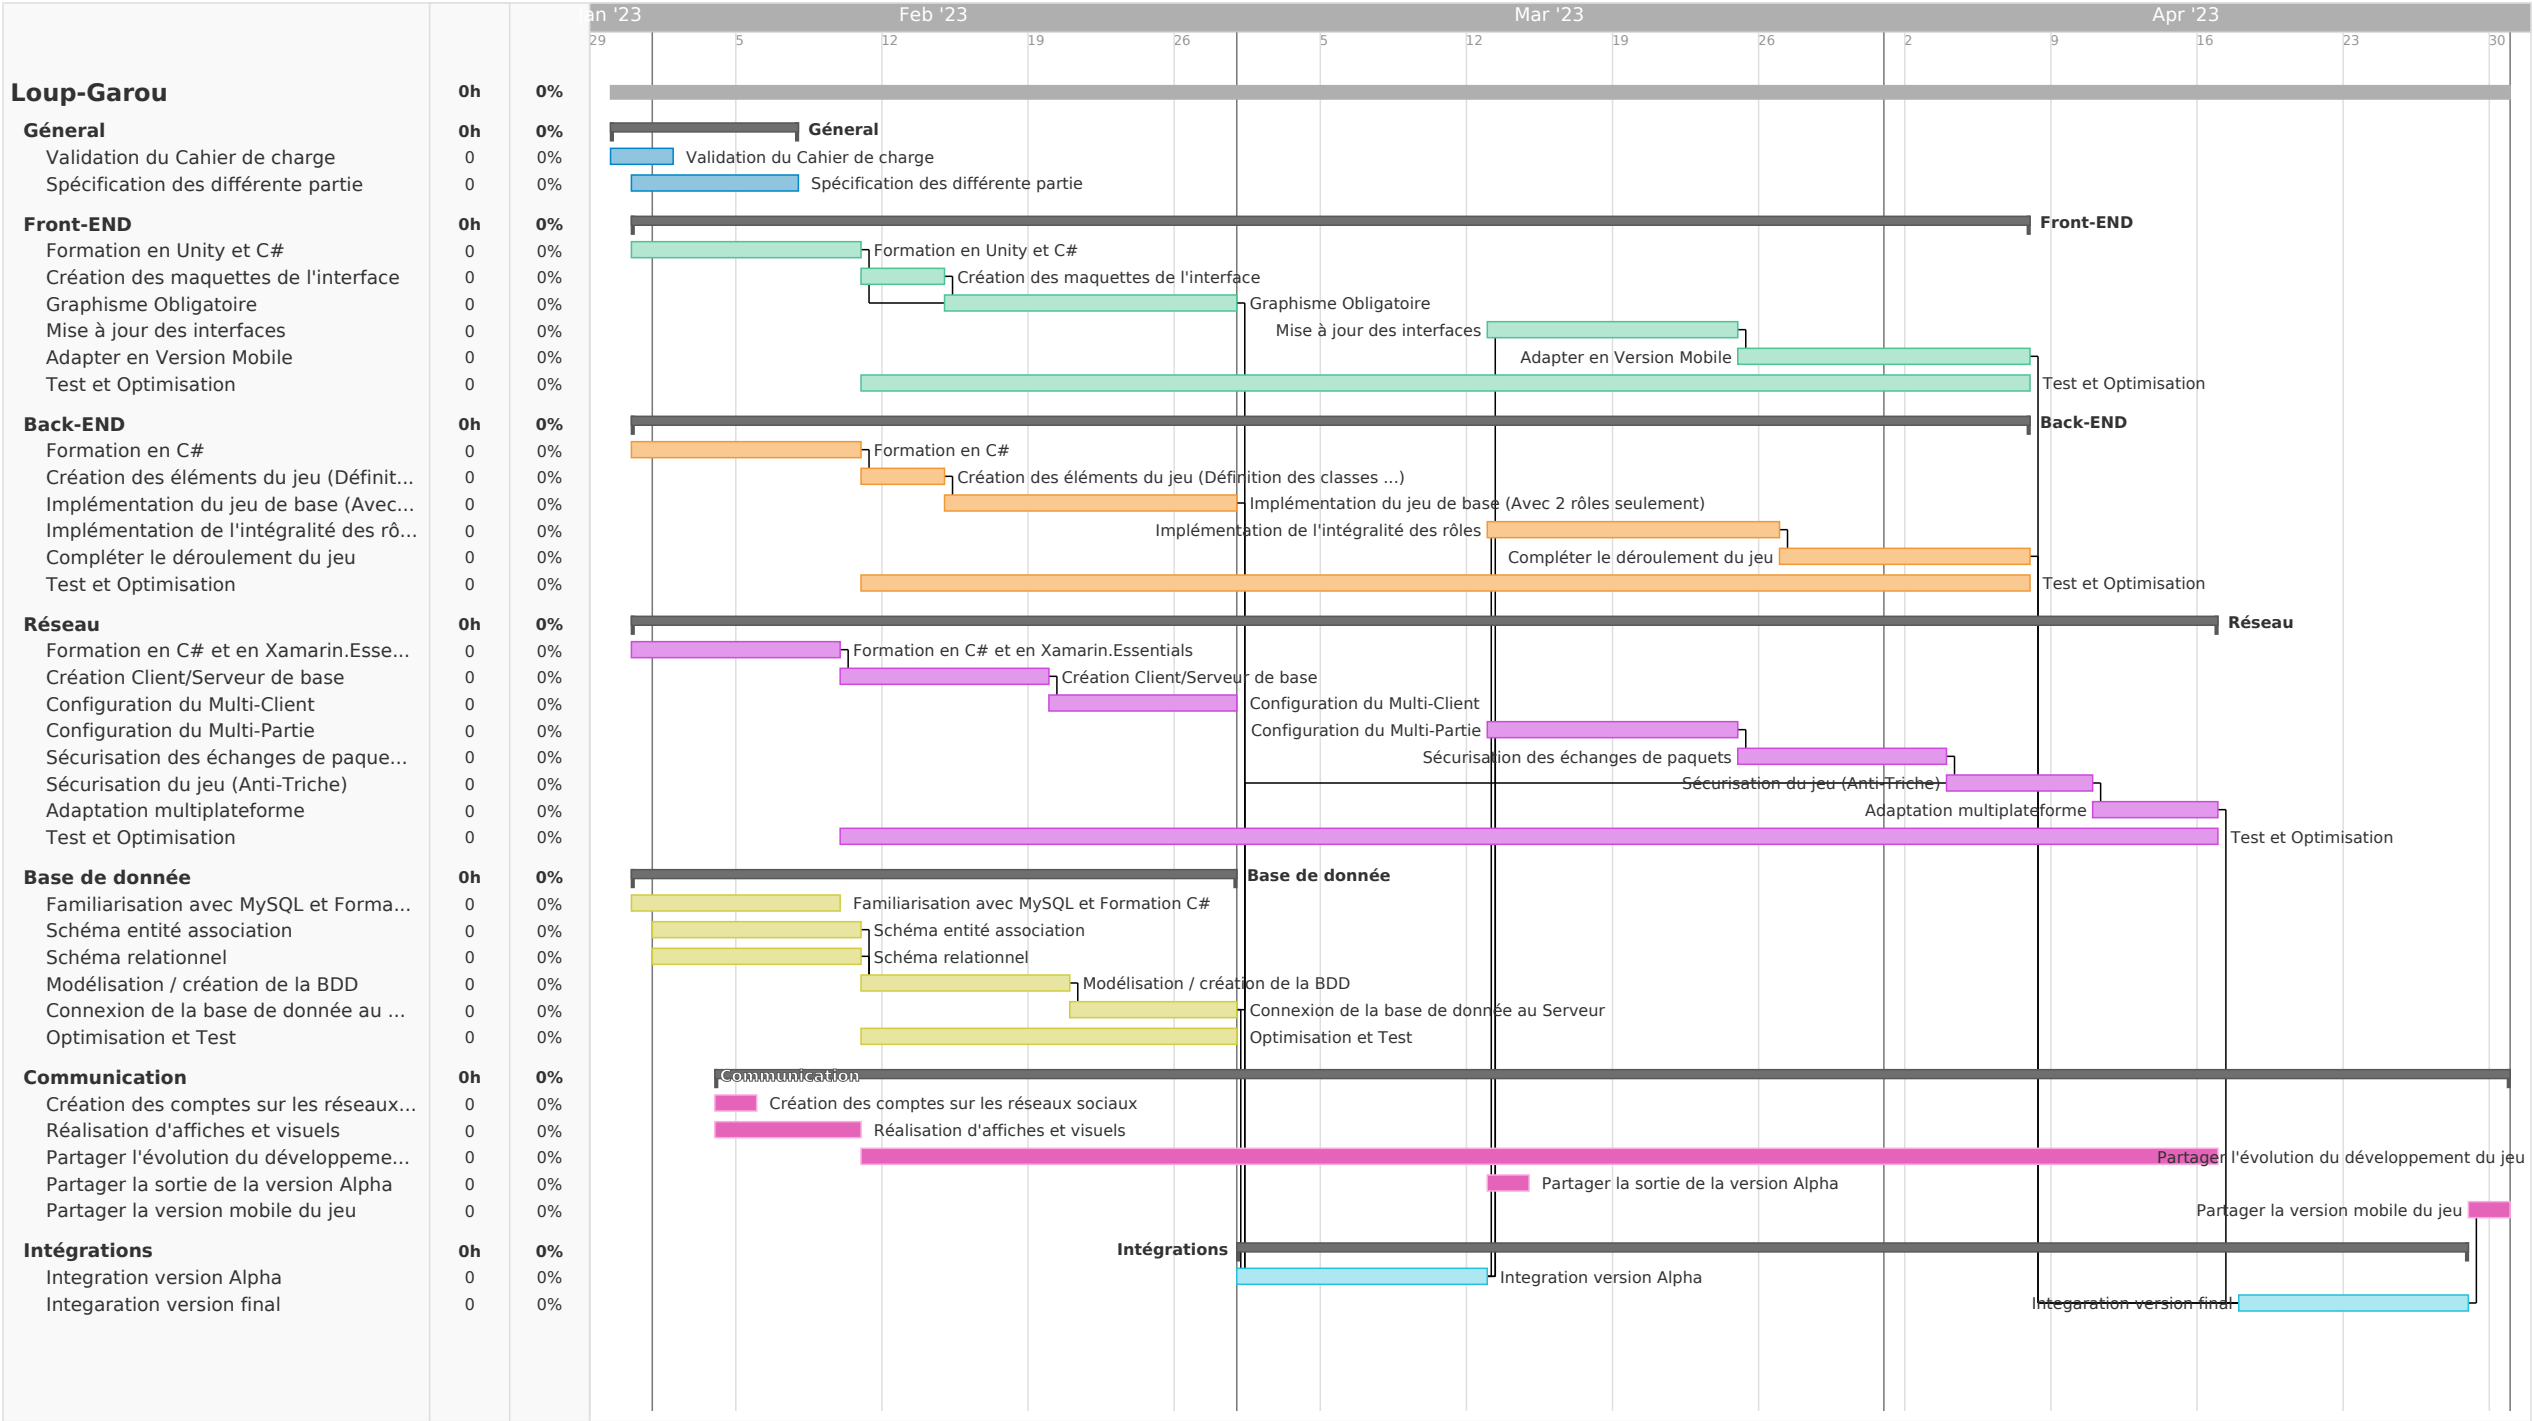 Jan '23 Feb '23 Mar '23 Apr '23
29 5 12 19 26 5 12 19 26 2 9 16 23 30
Loup-Garou 0h 0%
Géneral 0h 0% Géneral
Validation du Cahier de charge 0 0% Validation du Cahier de charge
Spécification des différente partie 0 0% Spécification des différente partie
Front-END 0h 0% Front-END
Formation en Unity et C# 0 0% Formation en Unity et C#
Création des maquettes de l'interface 0 0% Création des maquettes de l'interface
Graphisme Obligatoire 0 0% Graphisme Obligatoire
Mise à jour des interfaces 0 0% Mise à jour des interfaces
Adapter en Version Mobile 0 0% Adapter en Version Mobile
Test et Optimisation 0 0% Test et Optimisation
Back-END 0h 0% Back-END
Formation en C# 0 0% Formation en C#
Création des éléments du jeu (Définit... 0 0% Création des éléments du jeu (Définition des classes ...)
Implémentation du jeu de base (Avec... 0 0% Implémentation du jeu de base (Avec 2 rôles seulement)
Implémentation de l'intégralité des rô... 0 0% Implémentation de l'intégralité des rôles
Compléter le déroulement du jeu 0 0% Compléter le déroulement du jeu
Test et Optimisation 0 0% Test et Optimisation
Réseau 0h 0% Réseau
Formation en C# et en Xamarin.Esse... 0 0% Formation en C# et en Xamarin.Essentials
Création Client/Serveur de base 0 0% Création Client/Serveur de base
Configuration du Multi-Client 0 0% Configuration du Multi-Client
Configuration du Multi-Partie 0 0% Configuration du Multi-Partie
Sécurisation des échanges de paque... 0 0% Sécurisation des échanges de paquets
Sécurisation du jeu (Anti-Triche) 0 0% Sécurisation du jeu (Anti-Triche)
Adaptation multiplateforme 0 0% Adaptation multiplateforme
Test et Optimisation 0 0% Test et Optimisation
Base de donnée 0h 0% Base de donnée
Familiarisation avec MySQL et Forma... 0 0% Familiarisation avec MySQL et Formation C#
Schéma entité association 0 0% Schéma entité association
Schéma relationnel 0 0% Schéma relationnel
Modélisation / création de la BDD 0 0% Modélisation / création de la BDD
Connexion de la base de donnée au ... 0 0% Connexion de la base de donnée au Serveur
Optimisation et Test 0 0% Optimisation et Test
Communication 0h 0% Communication
Création des comptes sur les réseaux... 0 0% Création des comptes sur les réseaux sociaux
Réalisation d'affiches et visuels 0 0% Réalisation d'affiches et visuels
Partager l'évolution du développeme... 0 0% Partager l'évolution du développement du jeu
Partager la sortie de la version Alpha 0 0% Partager la sortie de la version Alpha
Partager la version mobile du jeu 0 0% Partager la version mobile du jeu
Intégrations 0h 0% Intégrations
Integration version Alpha 0 0% Integration version Alpha
Integaration version final 0 0% Integaration version final